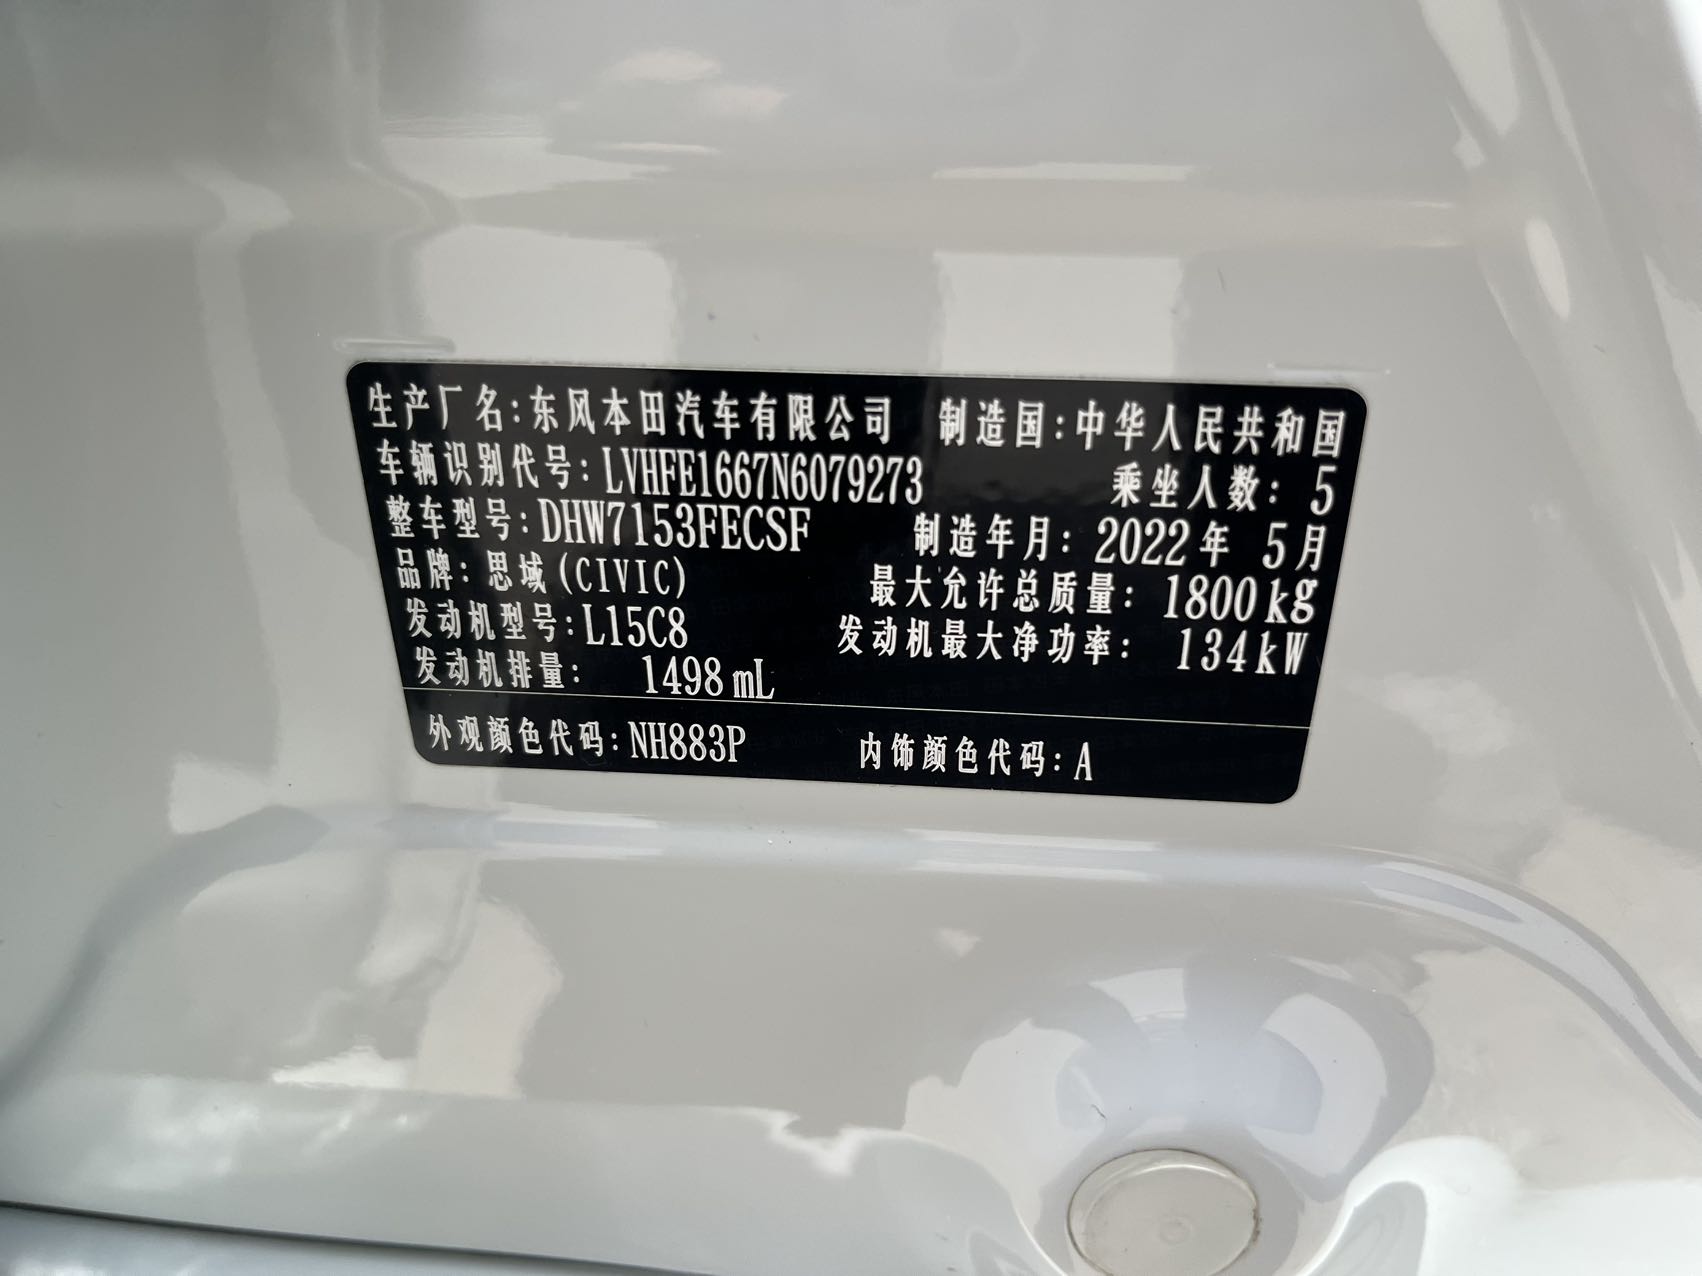 生产厂名:东风本田汽车有限公司 制造国:中华人民共和国
车辆识别代号:LVHFE1667N6079273 乘坐人数: 5
整车型号:DHW7153FECSF 制造年月: 2022年 5月
品牌: 思域(CIVIC) 最大允许总质量: 1800kg
发动机型号:L15C8 发动机最大净功率: 134kW
发动机排量: 1498mL
外观颜色代码:NH883P 内饰颜色代码:A